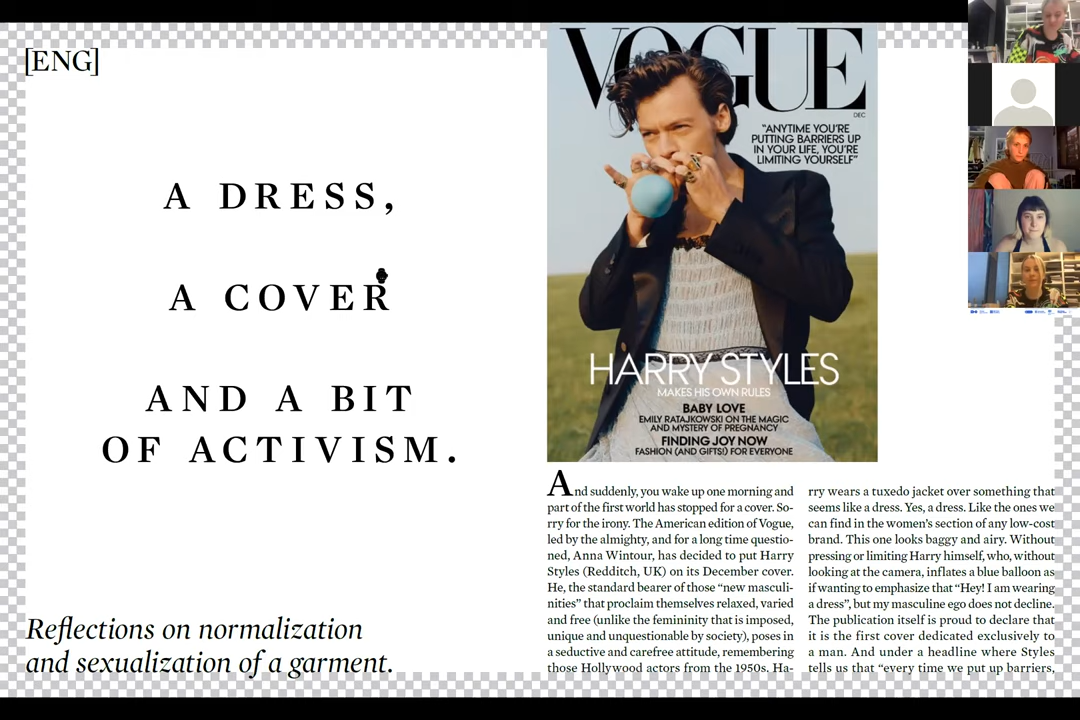 [ENG]
A DRESS,
A COVER
AND A BIT
OF ACTIVISM.
Reflections on normalization
and sexualization of a garment.
VOGUE
DEC
“ANYTIME YOU’RE
PUTTING BARRIERS UP
IN YOUR LIFE, YOU’RE
LIMITING YOURSELF”
HARRY STYLES
MAKES HIS OWN RULES
BABY LOVE
EMILY RATAJKOWSKI ON THE MAGIC
AND MYSTERY OF PREGNANCY
FINDING JOY NOW
FASHION (AND GIFTS!) FOR EVERYONE
And suddenly, you wake up one morning and
part of the first world has stopped for a cover. So-
rry for the irony. The American edition of Vogue,
led by the almighty, and for a long time questio-
ned, Anna Wintour, has decided to put Harry
Styles (Redditch, UK) on its December cover.
He, the standard bearer of those “new masculi-
nities” that proclaim themselves relaxed, varied
and free (unlike the femininity that is imposed,
unique and unquestionable by society), poses in
a seductive and carefree attitude, remembering
those Hollywood actors from the 1950s. Ha-
rry wears a tuxedo jacket over something that
seems like a dress. Yes, a dress. Like the ones we
can find in the women’s section of any low-cost
brand. This one looks baggy and airy. Without
pressing or limiting Harry himself, who, without
looking at the camera, inflates a blue balloon as
if wanting to emphasize that “Hey! I am wearing
a dress”, but my masculine ego does not decline.
The publication itself is proud to declare that
it is the first cover dedicated exclusively to
a man. And under a headline where Styles
tells us that “every time we put up barriers,